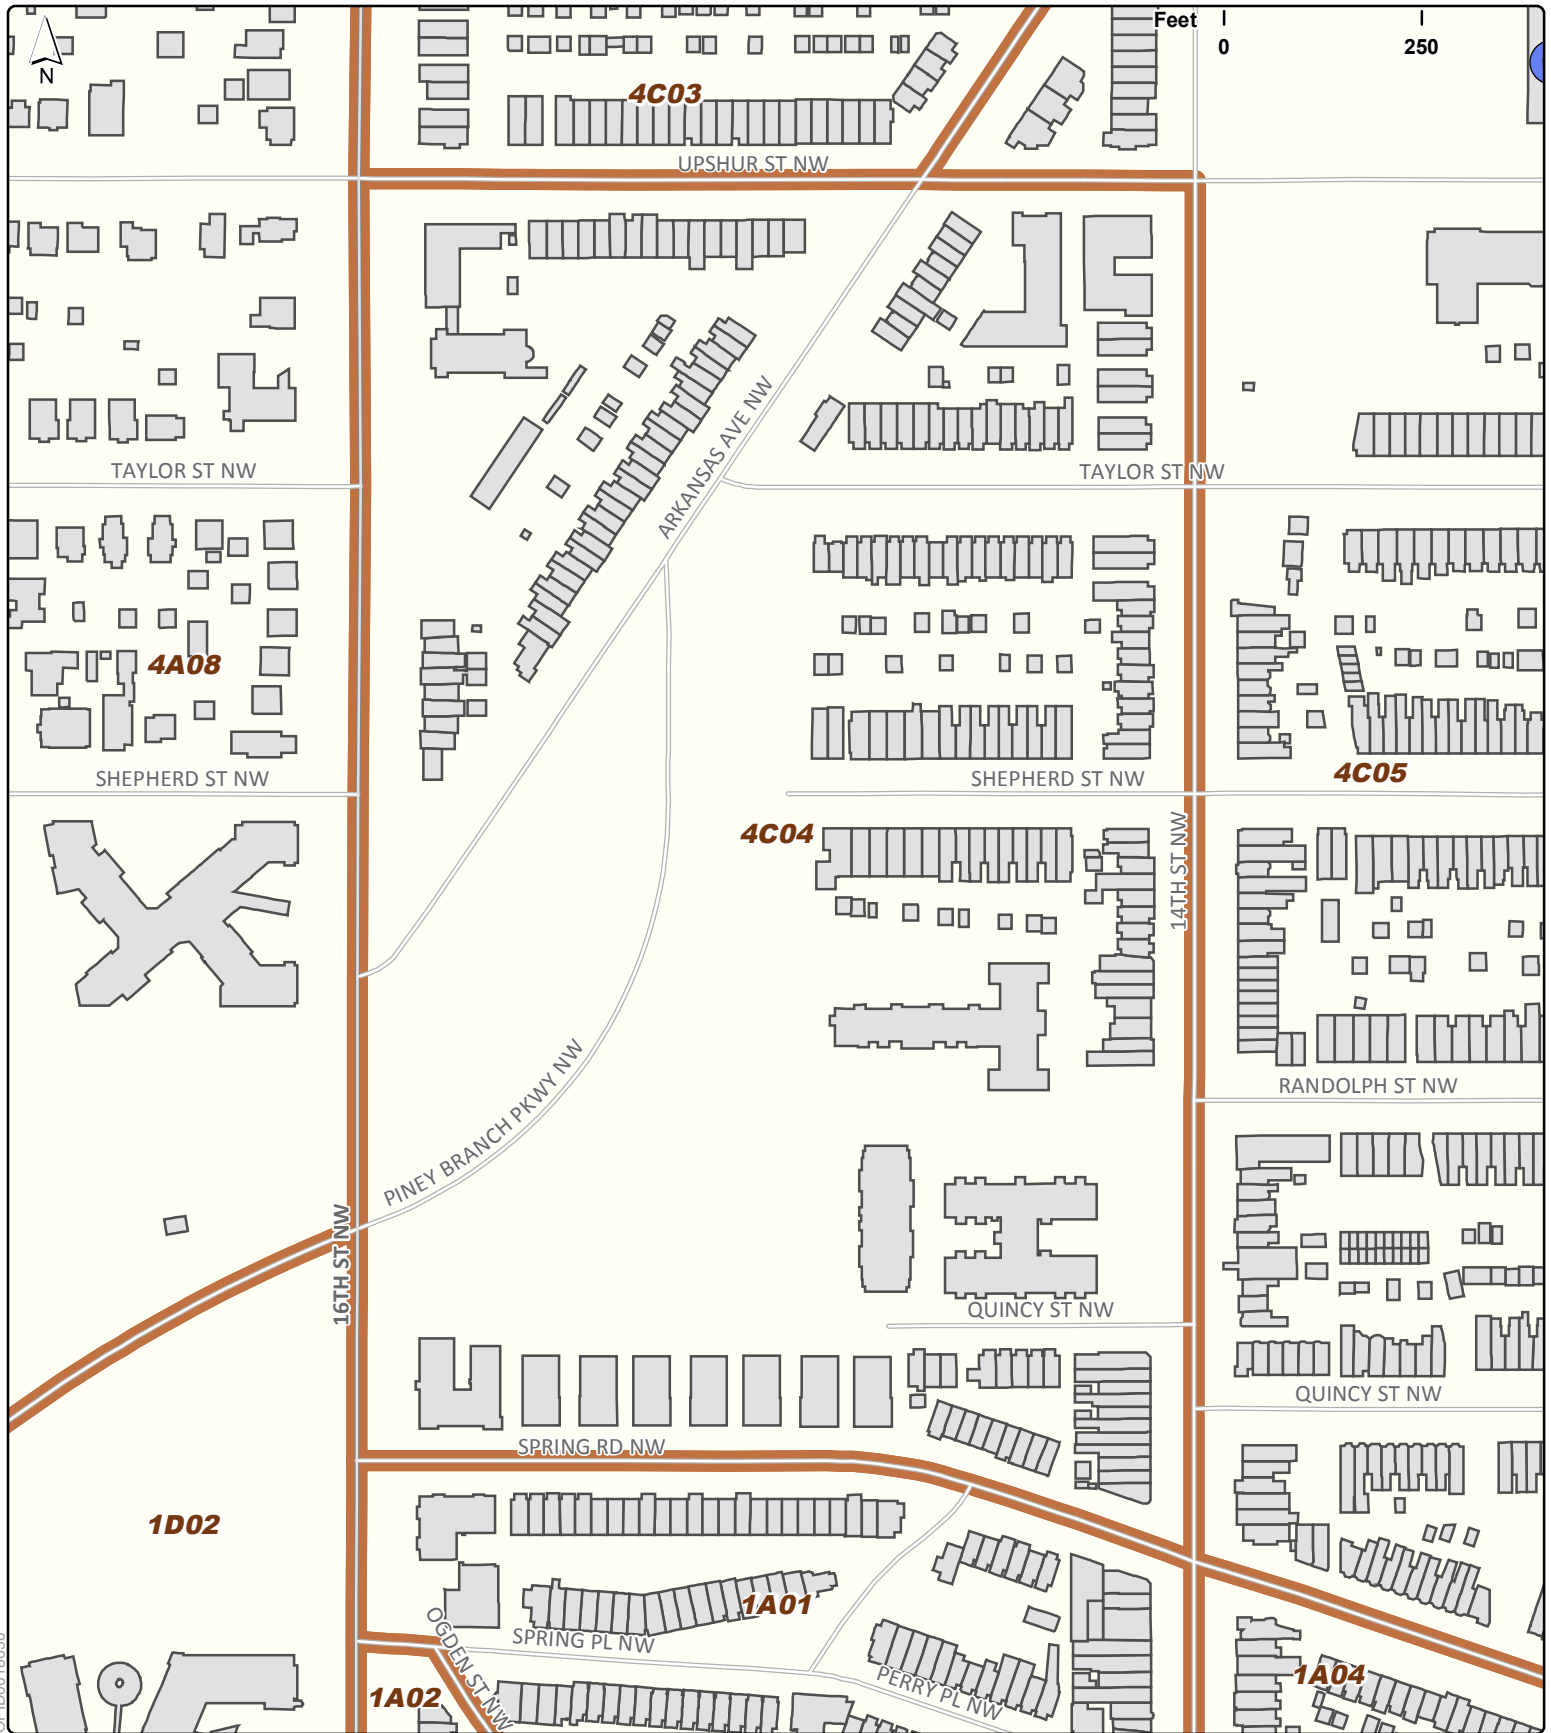 Feet
0
250
N
4C03
UPSHUR ST NW
ARKANSAS AVE NW
TAYLOR ST NW
TAYLOR ST NW
4A08
SHEPHERD ST NW
SHEPHERD ST NW
4C05
4C04
14TH ST NW
PINEY BRANCH PKWY NW
RANDOLPH ST NW
16TH ST NW
QUINCY ST NW
QUINCY ST NW
SPRING RD NW
1D02
1A01
OGDEN ST NW
SPRING PL NW
PERRY PL NW
1A02
1A04